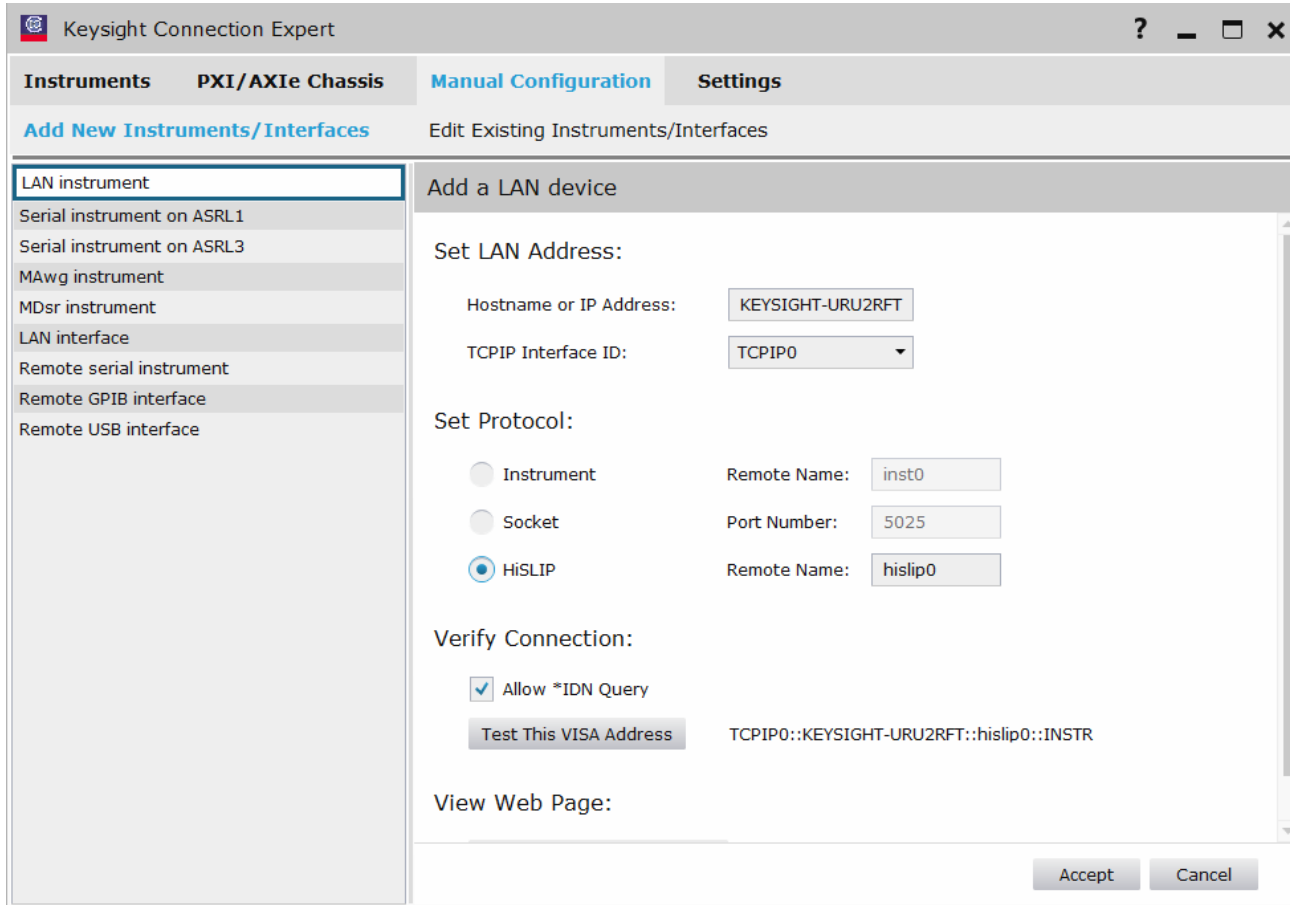 Keysight Connection Expert
Instruments PXI/AXIe Chassis Manual Configuration Settings
Add New Instruments/Interfaces Edit Existing Instruments/Interfaces
LAN instrument
Serial instrument on ASRL1
Serial instrument on ASRL3
MAwg instrument
MDsr instrument
LAN interface
Remote serial instrument
Remote GPIB interface
Remote USB interface
Add a LAN device
Set LAN Address:
Hostname or IP Address: KEYSIGHT-URU2RFT
TCPIP Interface ID: TCPIP0
Set Protocol:
Instrument Remote Name: inst0
Socket Port Number: 5025
HiSLIP Remote Name: hislip0
Verify Connection:
Allow *IDN Query
Test This VISA Address TCPIP0::KEYSIGHT-URU2RFT::hislip0::INSTR
View Web Page:
Accept Cancel